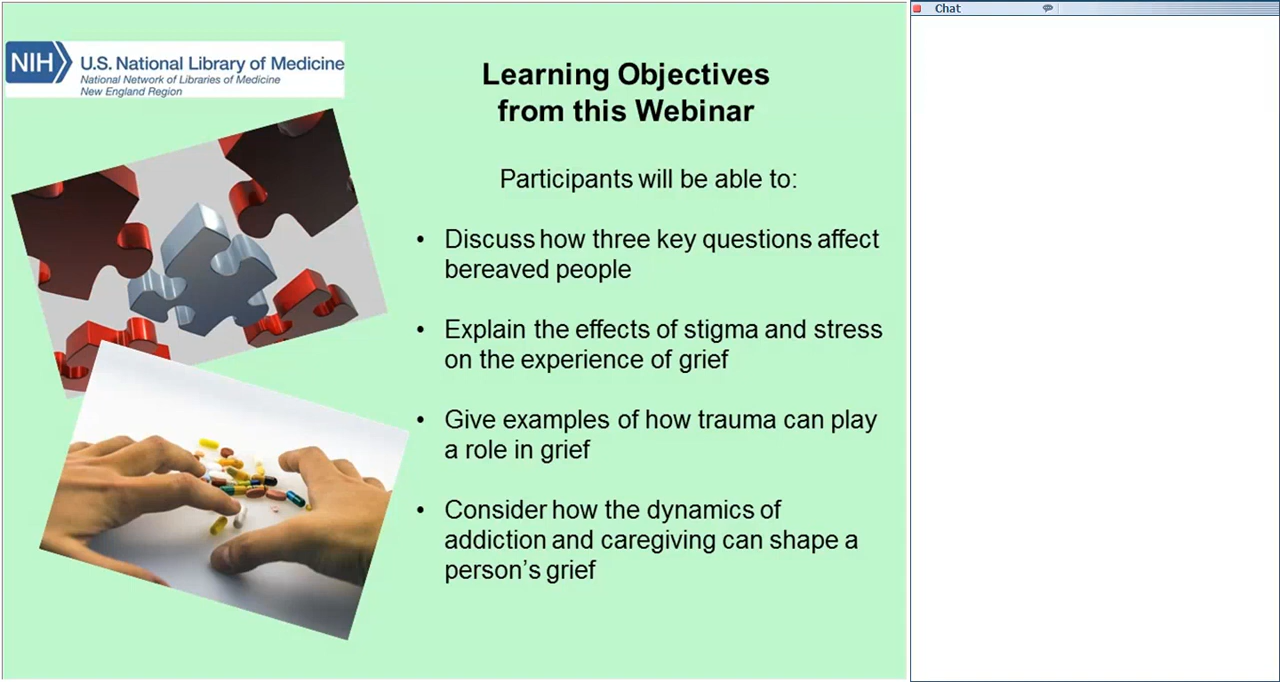 NIH
U.S. National Library of Medicine
National Network of Libraries of Medicine
New England Region
Learning Objectives
from this Webinar
Participants will be able to:
• Discuss how three key questions affect
bereaved people
• Explain the effects of stigma and stress
on the experience of grief
• Give examples of how trauma can play
a role in grief
• Consider how the dynamics of
addiction and caregiving can shape a
person’s grief
Chat